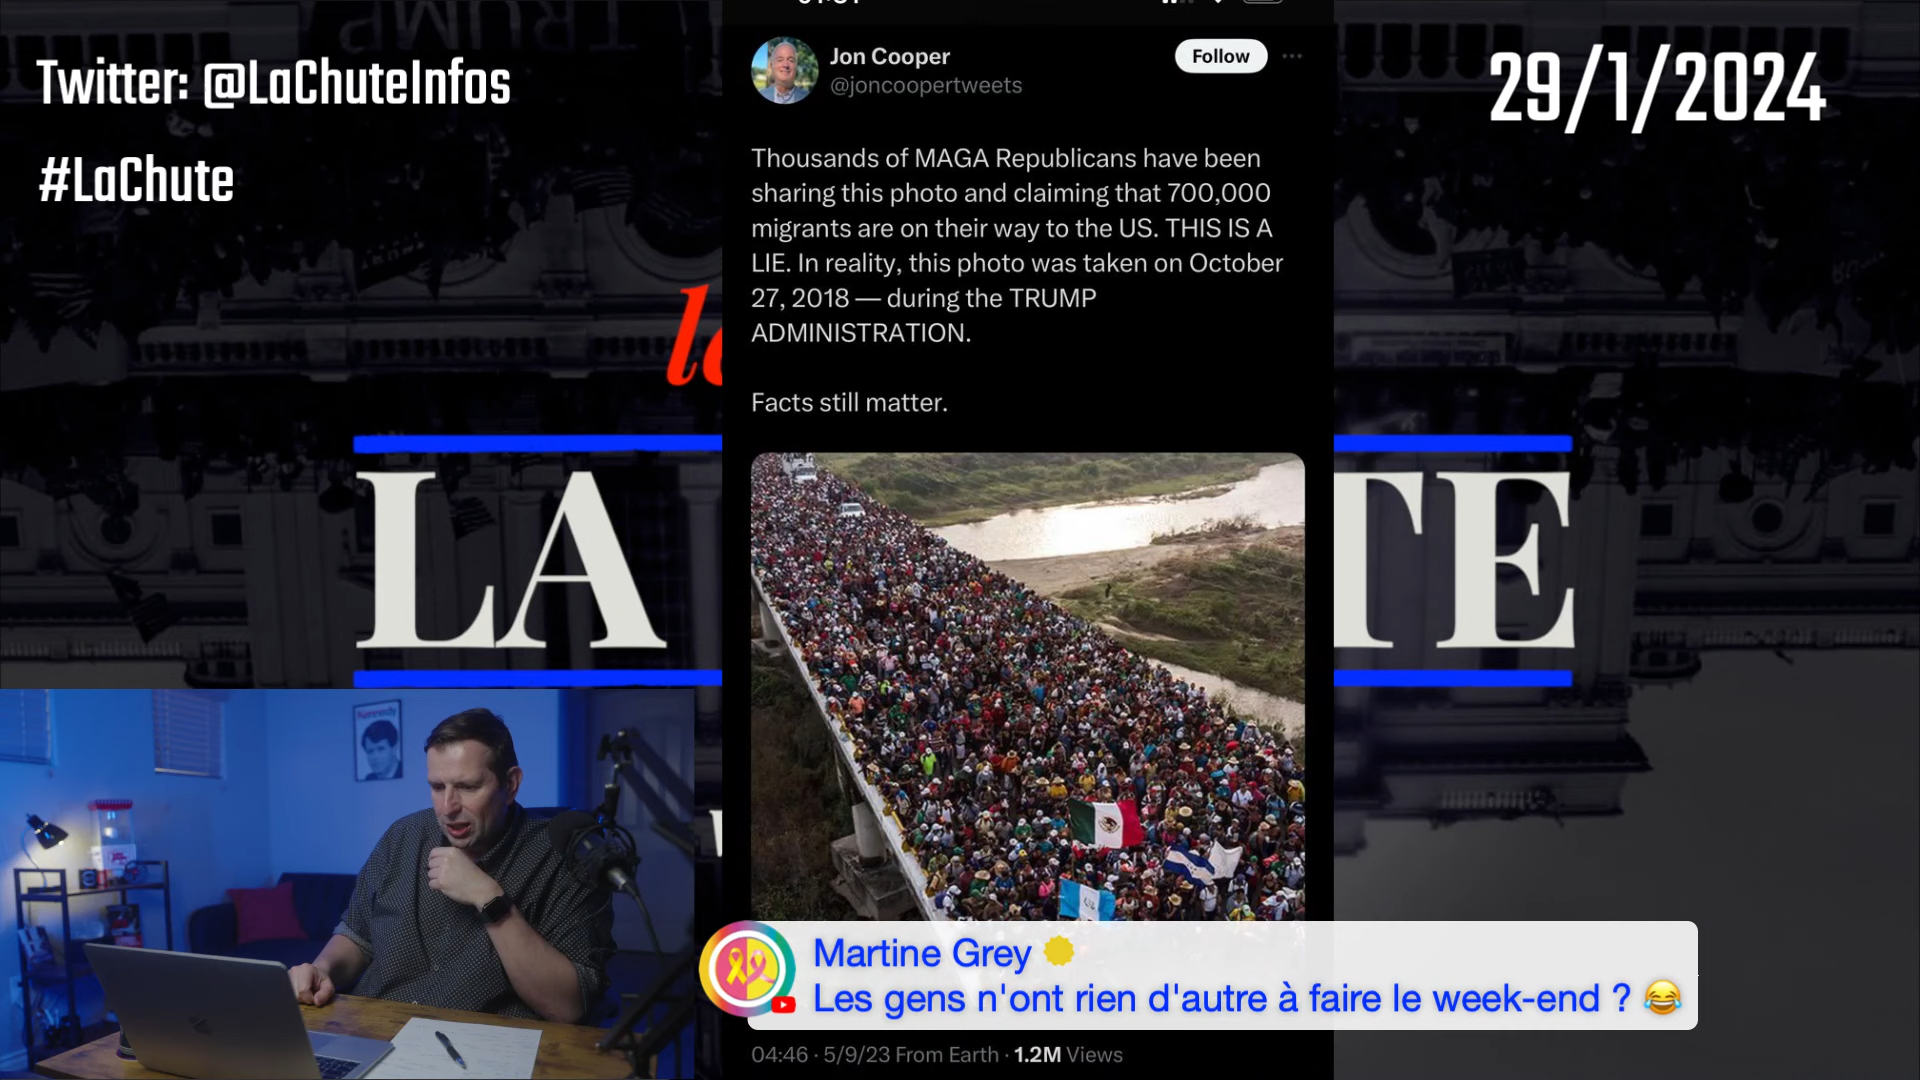 Twitter: @LaChuteInfos
#LaChute
29/1/2024
Jon Cooper
@joncoopertweets
Follow
Thousands of MAGA Republicans have been
sharing this photo and claiming that 700,000
migrants are on their way to the US. THIS IS A
LIE. In reality, this photo was taken on October
27, 2018 — during the TRUMP
ADMINISTRATION.
Facts still matter.
LA
TE
Kennedy
Martine Grey
Les gens n'ont rien d'autre à faire le week-end ? 😂
04:46 · 5/9/23 From Earth · 1.2M Views
TRUMP